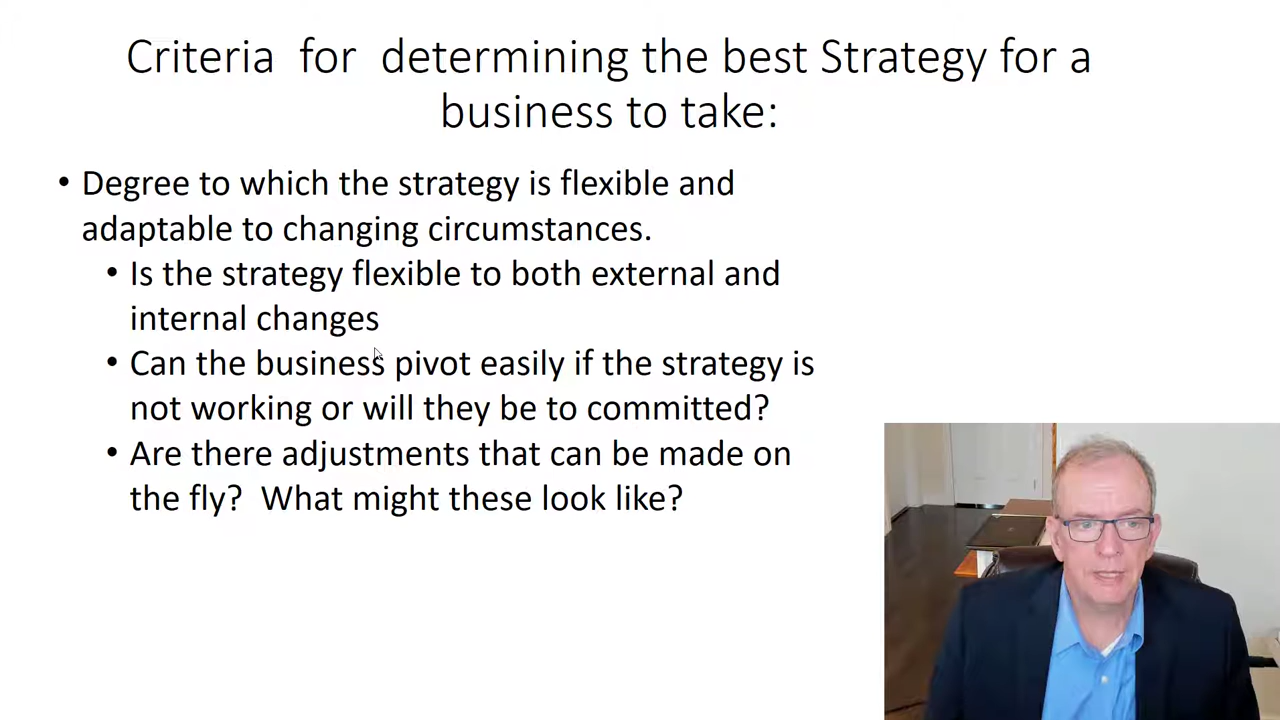 Criteria for determining the best Strategy for a
business to take:
• Degree to which the strategy is flexible and
adaptable to changing circumstances.
• Is the strategy flexible to both external and
internal changes
• Can the business pivot easily if the strategy is
not working or will they be to committed?
• Are there adjustments that can be made on
the fly? What might these look like?